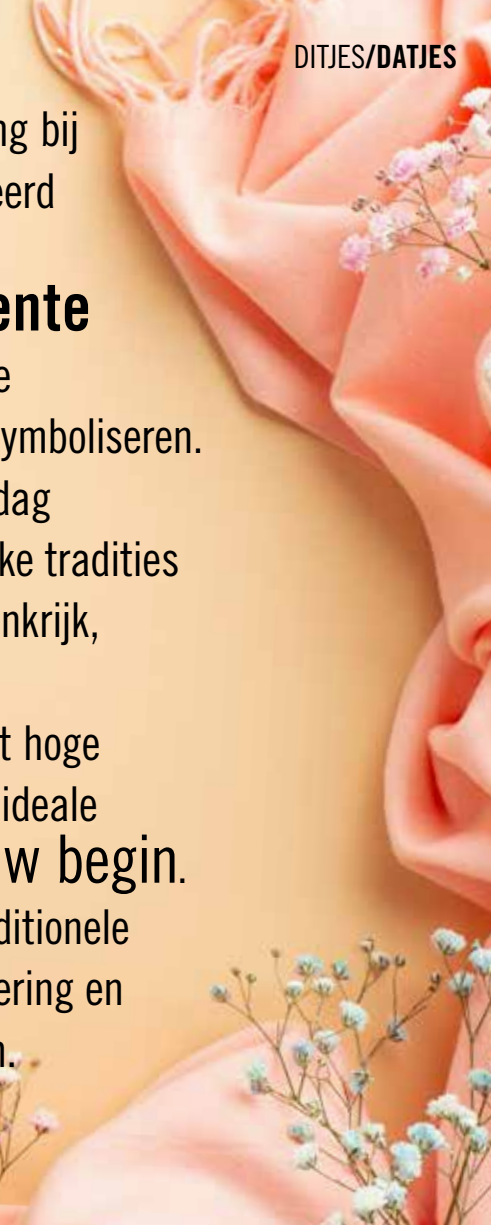 DITJES/DATJES
ng bij
eerd
ente
e
ymboliseren.
dag
ke tradities
nkrijk,
t hoge
ideale
w begin.
ditionele
ering en
n.